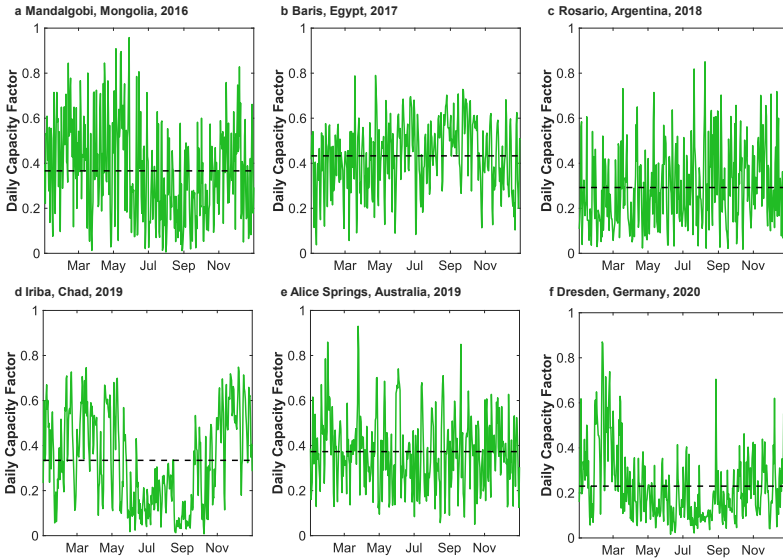 a Mandalgobi, Mongolia, 2016
1
0.8
0.6
0.4
0.2
0
Daily Capacity Factor
Mar May Jul Sep Nov
b Baris, Egypt, 2017
1
0.8
0.6
0.4
0.2
0
Daily Capacity Factor
Mar May Jul Sep Nov
c Rosario, Argentina, 2018
1
0.8
0.6
0.4
0.2
0
Daily Capacity Factor
Mar May Jul Sep Nov
d Iriba, Chad, 2019
1
0.8
0.6
0.4
0.2
0
Daily Capacity Factor
Mar May Jul Sep Nov
e Alice Springs, Australia, 2019
1
0.8
0.6
0.4
0.2
0
Daily Capacity Factor
Mar May Jul Sep Nov
f Dresden, Germany, 2020
1
0.8
0.6
0.4
0.2
0
Daily Capacity Factor
Mar May Jul Sep Nov